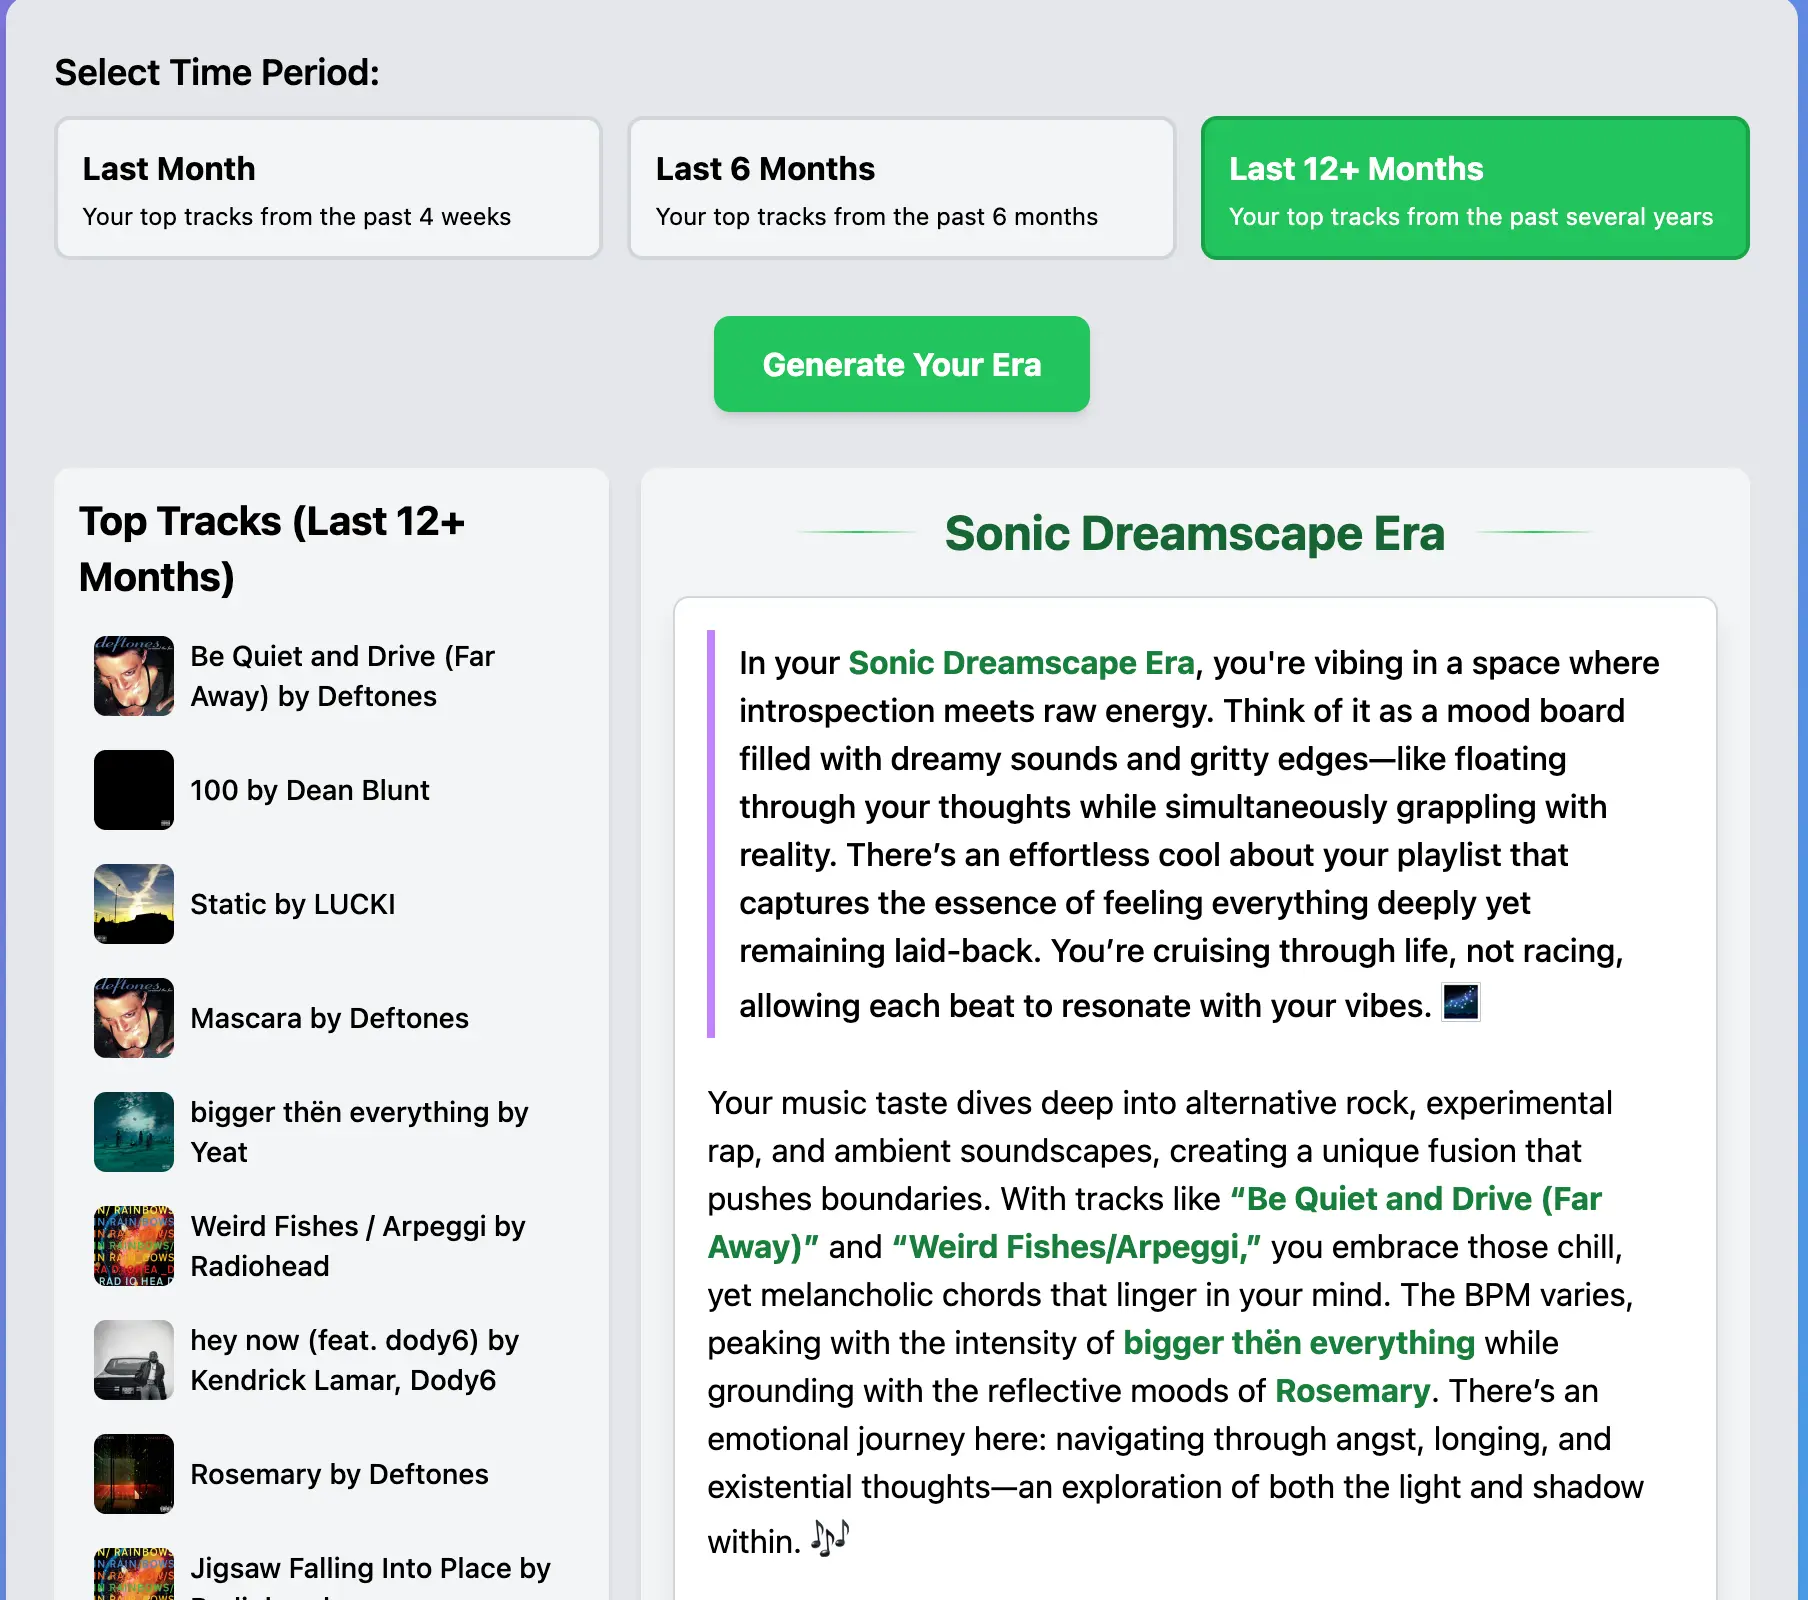 Select Time Period:
Last Month
Your top tracks from the past 4 weeks
Last 6 Months
Your top tracks from the past 6 months
Last 12+ Months
Your top tracks from the past several years
Generate Your Era
Top Tracks (Last 12+
Months)
Be Quiet and Drive (Far
Away) by Deftones
100 by Dean Blunt
Static by LUCKI
Mascara by Deftones
bigger thën everything by
Yeat
Weird Fishes / Arpeggi by
Radiohead
hey now (feat. dody6) by
Kendrick Lamar, Dody6
Rosemary by Deftones
Jigsaw Falling Into Place by
Sonic Dreamscape Era
In your Sonic Dreamscape Era, you're vibing in a space where
introspection meets raw energy. Think of it as a mood board
filled with dreamy sounds and gritty edges—like floating
through your thoughts while simultaneously grappling with
reality. There’s an effortless cool about your playlist that
captures the essence of feeling everything deeply yet
remaining laid-back. You’re cruising through life, not racing,
allowing each beat to resonate with your vibes.
Your music taste dives deep into alternative rock, experimental
rap, and ambient soundscapes, creating a unique fusion that
pushes boundaries. With tracks like “Be Quiet and Drive (Far
Away)” and “Weird Fishes/Arpeggi,” you embrace those chill,
yet melancholic chords that linger in your mind. The BPM varies,
peaking with the intensity of bigger thën everything while
grounding with the reflective moods of Rosemary. There’s an
emotional journey here: navigating through angst, longing, and
existential thoughts—an exploration of both the light and shadow
within.